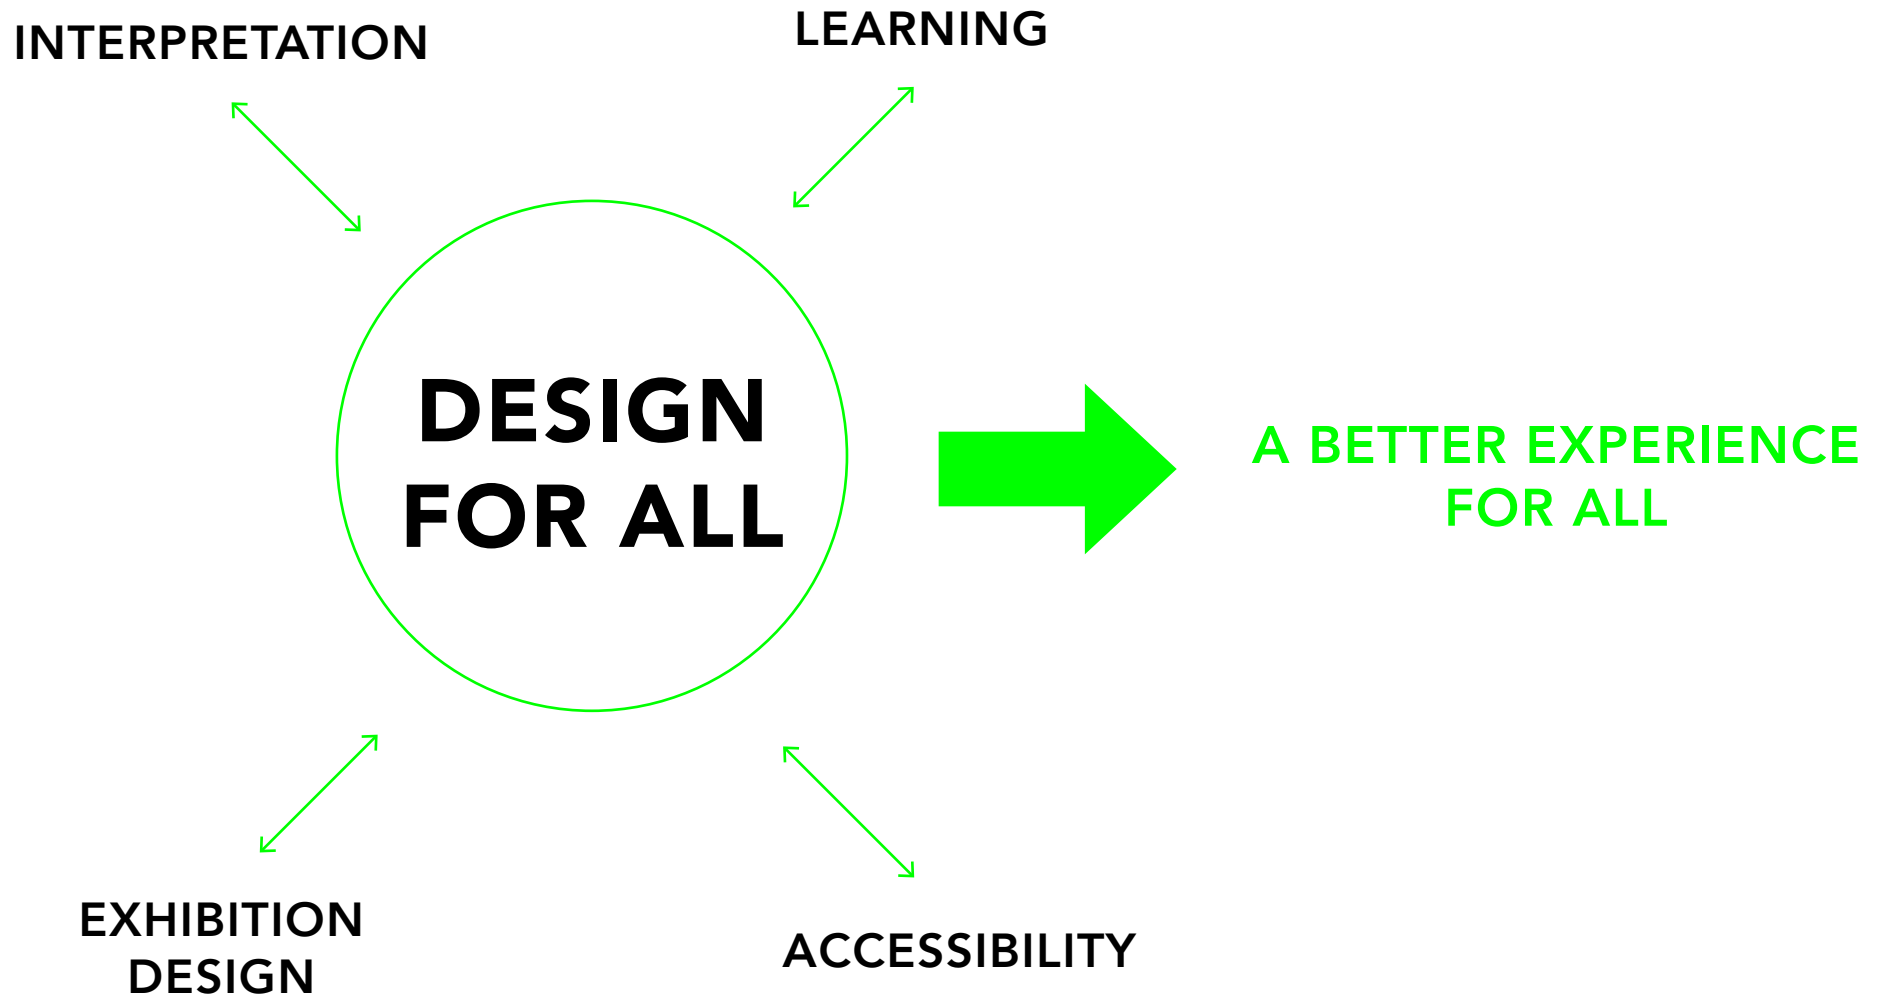 INTERPRETATION
LEARNING
DESIGN
FOR ALL
A BETTER EXPERIENCE
FOR ALL
EXHIBITION
DESIGN
ACCESSIBILITY